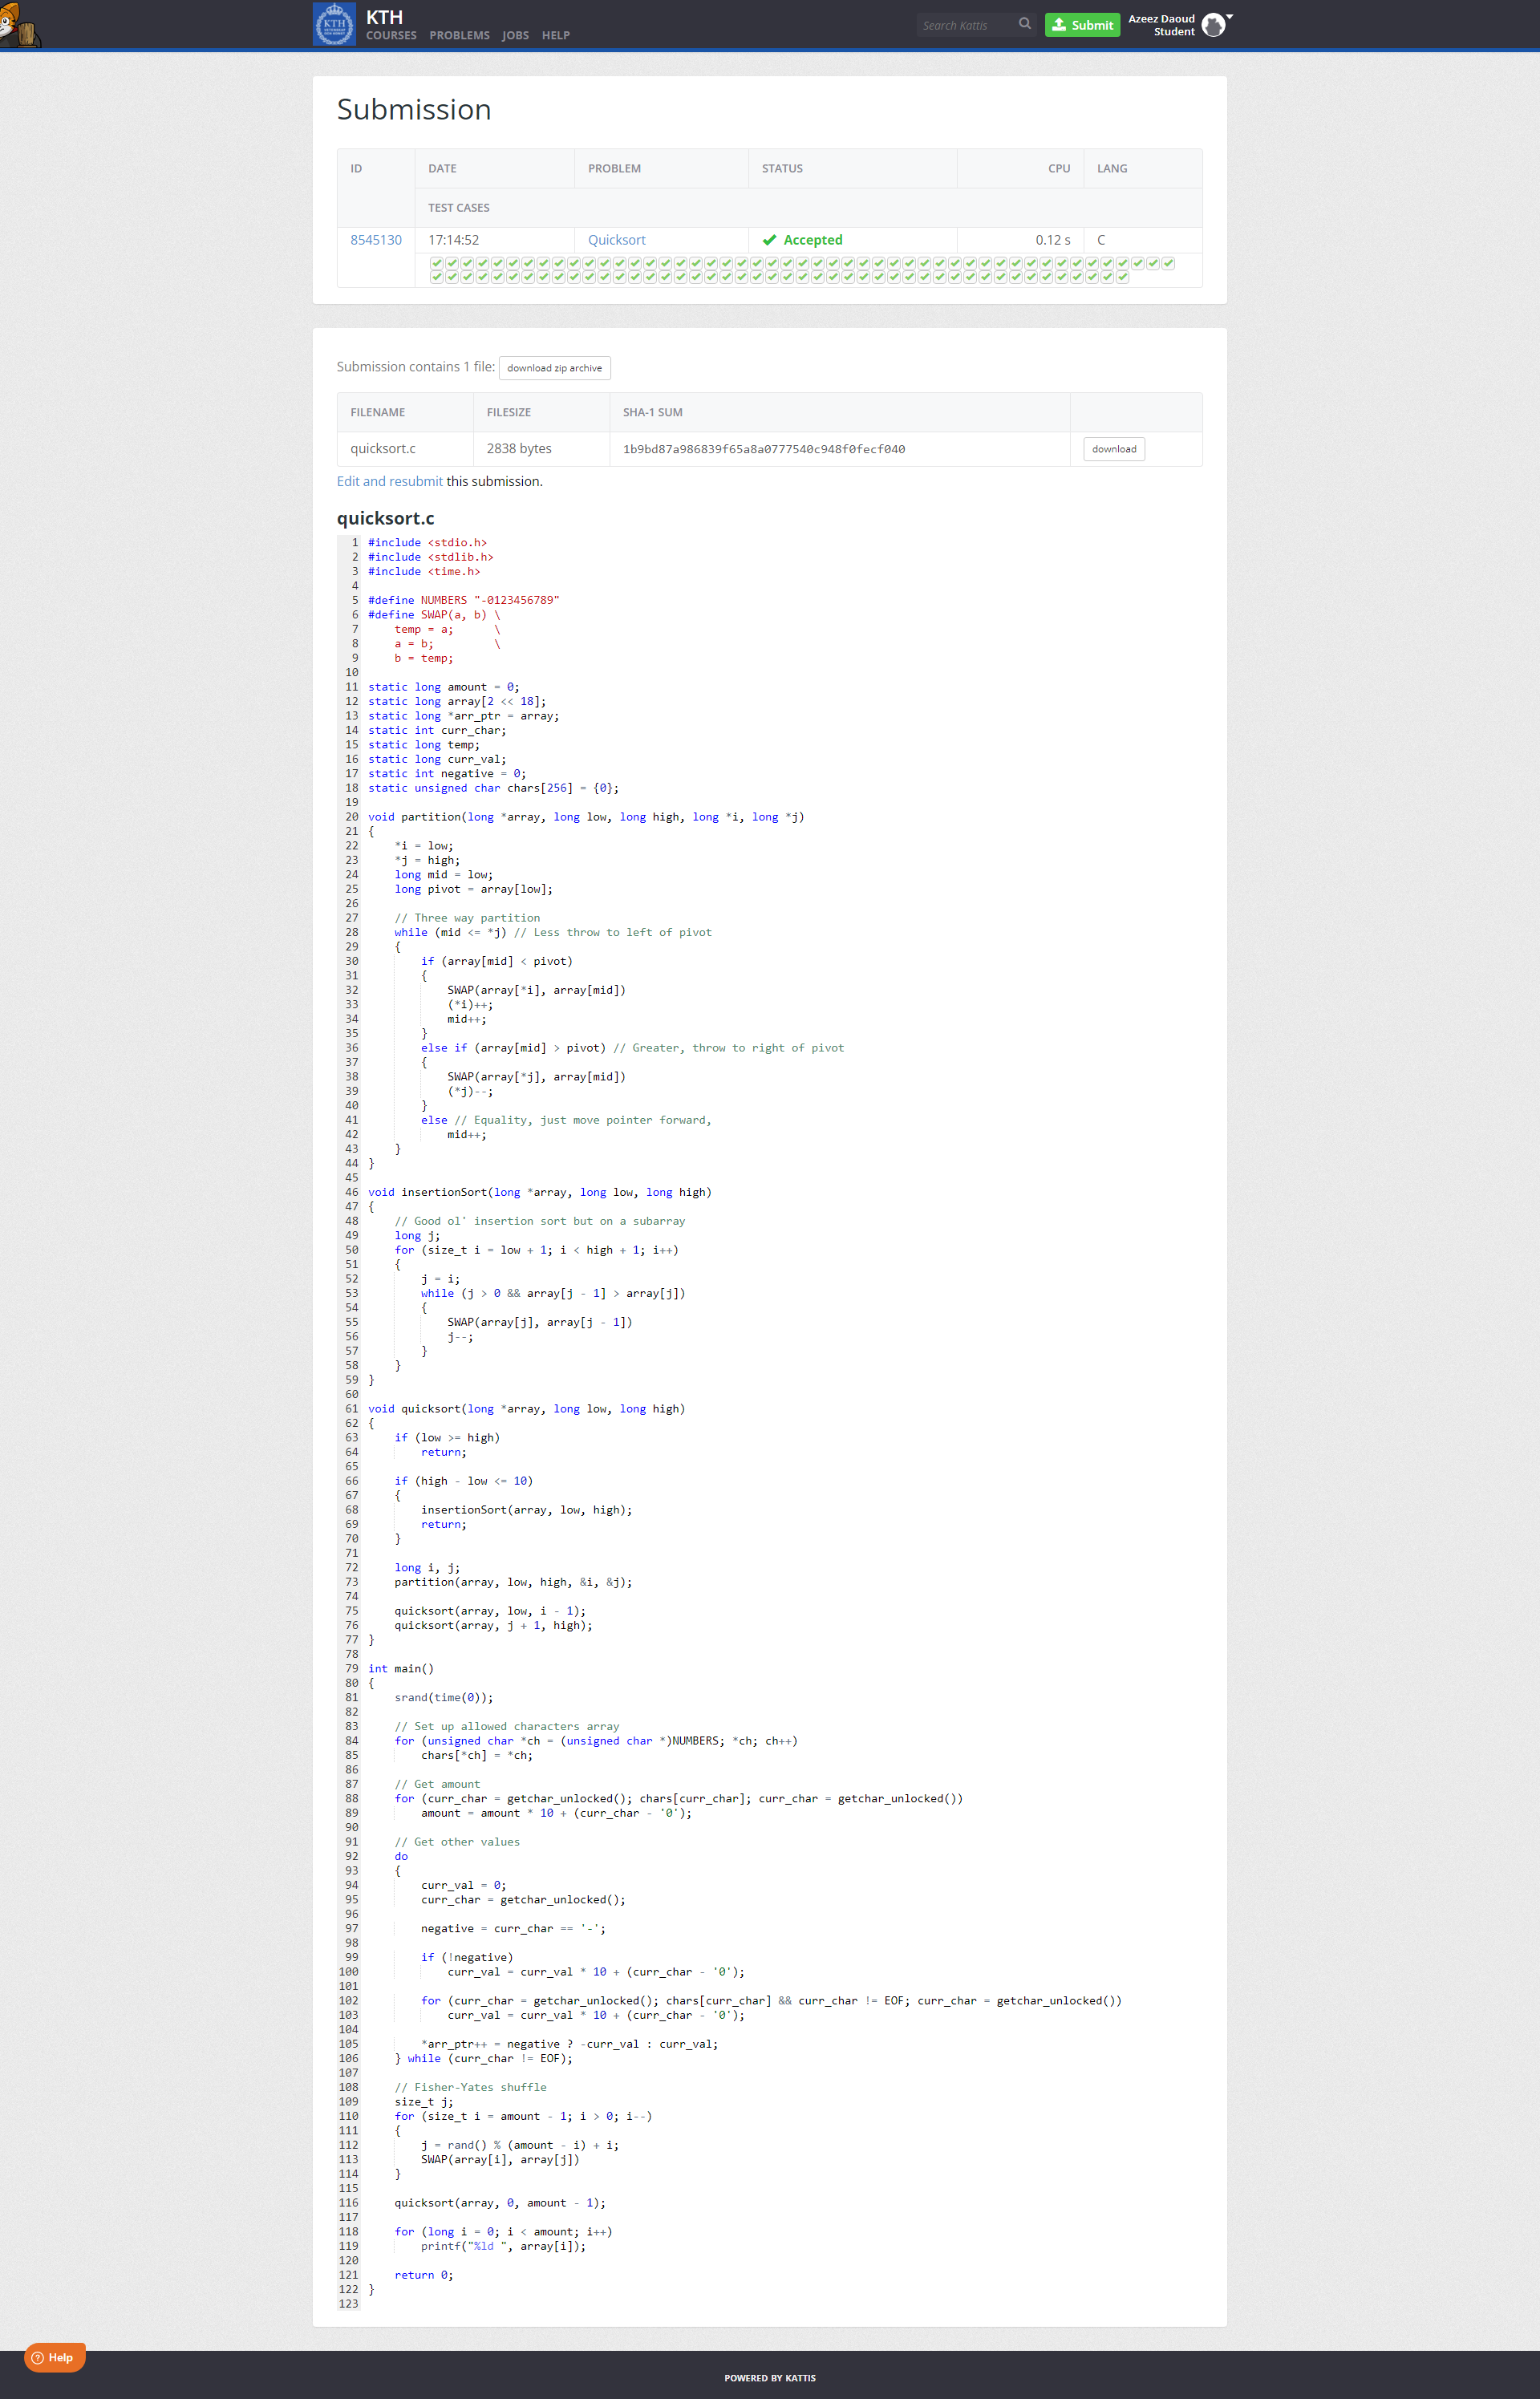 KTH
COURSES PROBLEMS JOBS HELP
Search Kattis
Submit
Azeez Daoud
Student
Submission
ID DATE PROBLEM STATUS CPU LANG
TEST CASES
8545130 17:14:52 Quicksort Accepted 0.12 s C
Submission contains 1 file: download zip archive
FILENAME FILESIZE SHA-1 SUM
quicksort.c 2838 bytes 1b9bd87a986839f65a8a0777540c948f0fecf040 download
Edit and resubmit this submission.
quicksort.c
1 #include <stdio.h>
2 #include <stdlib.h>
3 #include <time.h>
4
5 #define NUMBERS "-0123456789"
6 #define SWAP(a, b) \
7     temp = a;      \
8     a = b;         \
9     b = temp;
10
11 static long amount = 0;
12 static long array[2 << 18];
13 static long *arr_ptr = array;
14 static int curr_char;
15 static long temp;
16 static long curr_val;
17 static int negative = 0;
18 static unsigned char chars[256] = {0};
19
20 void partition(long *array, long low, long high, long *i, long *j)
21 {
22     *i = low;
23     *j = high;
24     long mid = low;
25     long pivot = array[low];
26
27     // Three way partition
28     while (mid <= *j) // Less throw to left of pivot
29     {
30         if (array[mid] < pivot)
31         {
32             SWAP(array[*i], array[mid])
33             (*i)++;
34             mid++;
35         }
36         else if (array[mid] > pivot) // Greater, throw to right of pivot
37         {
38             SWAP(array[*j], array[mid])
39             (*j)--;
40         }
41         else // Equality, just move pointer forward,
42             mid++;
43     }
44 }
45
46 void insertionSort(long *array, long low, long high)
47 {
48     // Good ol' insertion sort but on a subarray
49     long j;
50     for (size_t i = low + 1; i < high + 1; i++)
51     {
52         j = i;
53         while (j > 0 && array[j - 1] > array[j])
54         {
55             SWAP(array[j], array[j - 1])
56             j--;
57         }
58     }
59 }
60
61 void quicksort(long *array, long low, long high)
62 {
63     if (low >= high)
64         return;
65
66     if (high - low <= 10)
67     {
68         insertionSort(array, low, high);
69         return;
70     }
71
72     long i, j;
73     partition(array, low, high, &i, &j);
74
75     quicksort(array, low, i - 1);
76     quicksort(array, j + 1, high);
77 }
78
79 int main()
80 {
81     srand(time(0));
82
83     // Set up allowed characters array
84     for (unsigned char *ch = (unsigned char *)NUMBERS; *ch; ch++)
85         chars[*ch] = *ch;
86
87     // Get amount
88     for (curr_char = getchar_unlocked(); chars[curr_char]; curr_char = getchar_unlocked())
89         amount = amount * 10 + (curr_char - '0');
90
91     // Get other values
92     do
93     {
94         curr_val = 0;
95         curr_char = getchar_unlocked();
96
97         negative = curr_char == '-';
98
99         if (!negative)
100             curr_val = curr_val * 10 + (curr_char - '0');
101
102         for (curr_char = getchar_unlocked(); chars[curr_char] && curr_char != EOF; curr_char = getchar_unlocked())
103             curr_val = curr_val * 10 + (curr_char - '0');
104
105         *arr_ptr++ = negative ? -curr_val : curr_val;
106     } while (curr_char != EOF);
107
108     // Fisher-Yates shuffle
109     size_t j;
110     for (size_t i = amount - 1; i > 0; i--)
111     {
112         j = rand() % (amount - i) + i;
113         SWAP(array[i], array[j])
114     }
115
116     quicksort(array, 0, amount - 1);
117
118     for (long i = 0; i < amount; i++)
119         printf("%ld ", array[i]);
120
121     return 0;
122 }
123
Help
POWERED BY KATTIS